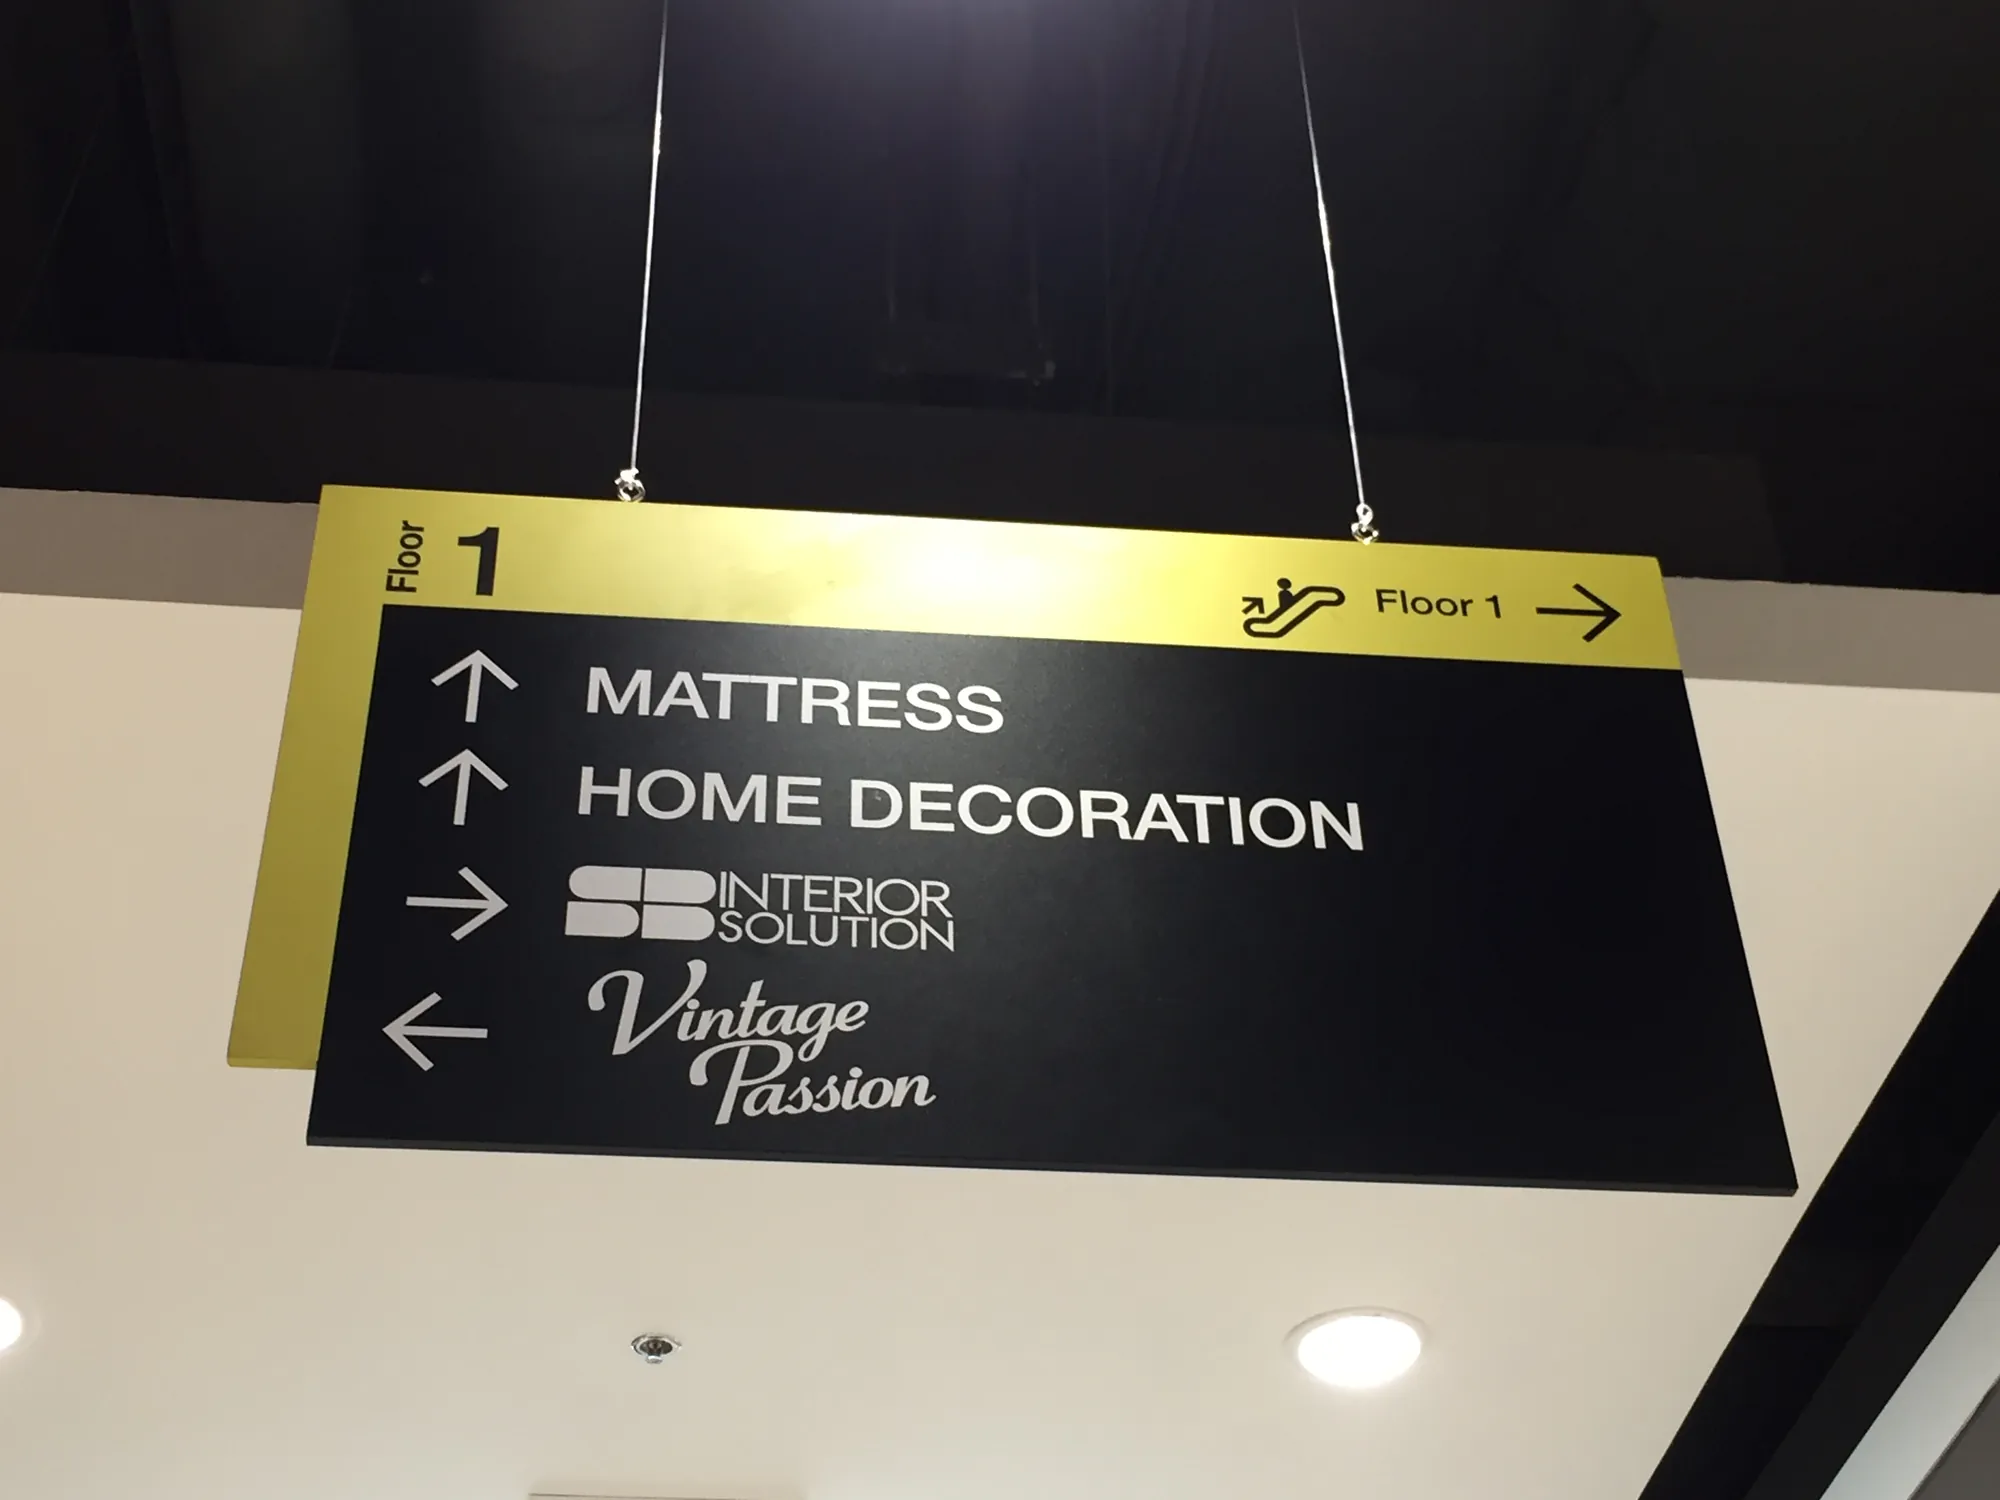 Floor 1
Floor 1
MATTRESS
HOME DECORATION
SB INTERIOR
SOLUTION
Vintage
Passion